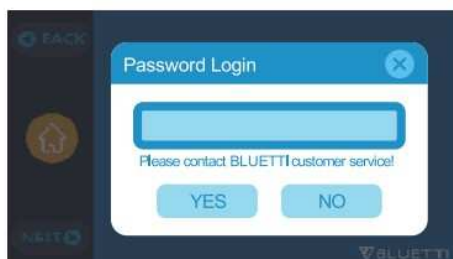 BACK
Password Login
Please contact BLUETTI customer service!
YES
NO
NEXT
BLUETTI